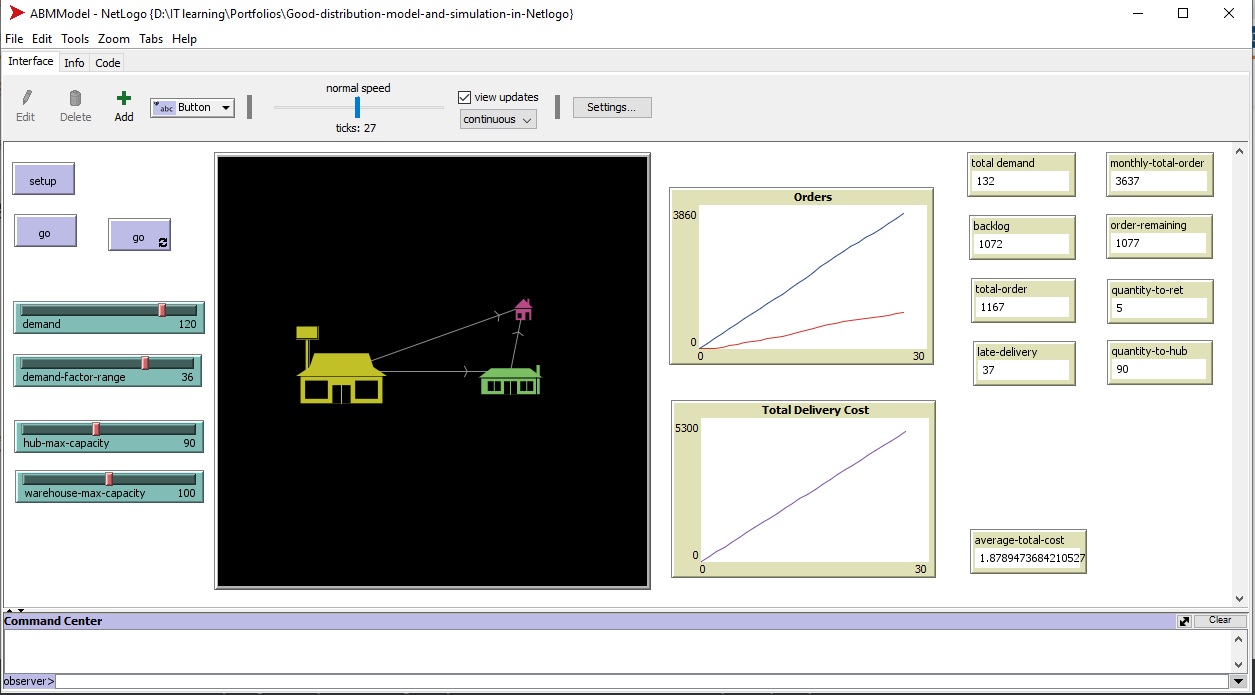 ABMModel - NetLogo {D:\IT learning\Portfolios\Good-distribution-model-and-simulation-in-Netlogo}
File Edit Tools Zoom Tabs Help
Interface Info Code
normal speed
view updates
abc Button
Settings...
Edit Delete Add
continuous
ticks: 27
setup
go
go
demand 120
demand-factor-range 36
hub-max-capacity 90
warehouse-max-capacity 100
Orders
3860
0
0 30
Total Delivery Cost
5300
0
0 30
total demand
132
monthly-total-order
3637
backlog
1072
order-remaining
1077
total-order
1167
quantity-to-ret
5
late-delivery
37
quantity-to-hub
90
average-total-cost
1.8789473684210527
Command Center
Clear
observer>